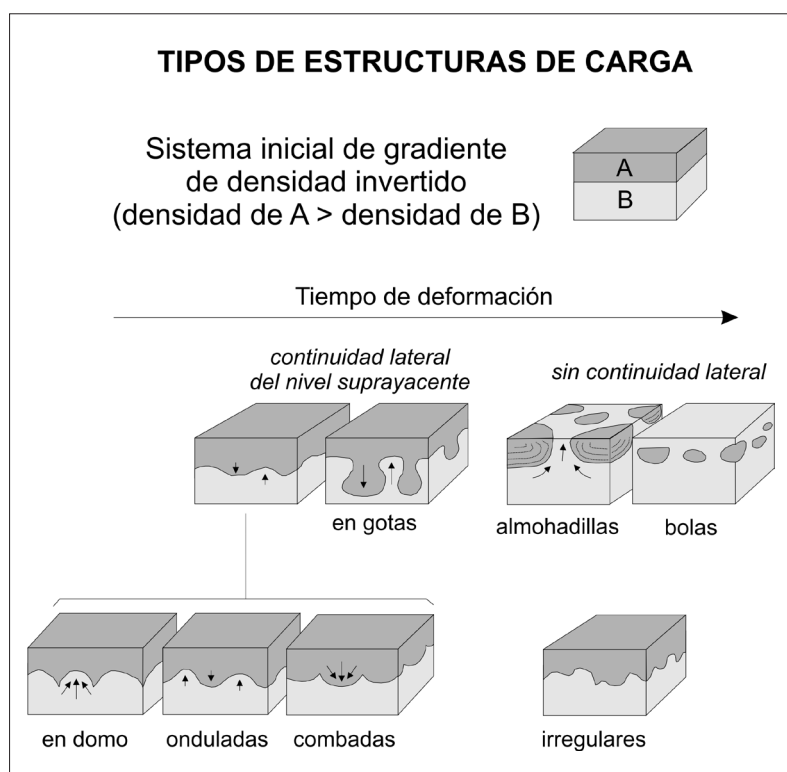 TIPOS DE ESTRUCTURAS DE CARGA
Sistema inicial de gradiente
de densidad invertido
(densidad de A > densidad de B)
A
B
Tiempo de deformación
continuidad lateral
del nivel suprayacente
sin continuidad lateral
en gotas
almohadillas
bolas
en domo
onduladas
combadas
irregulares